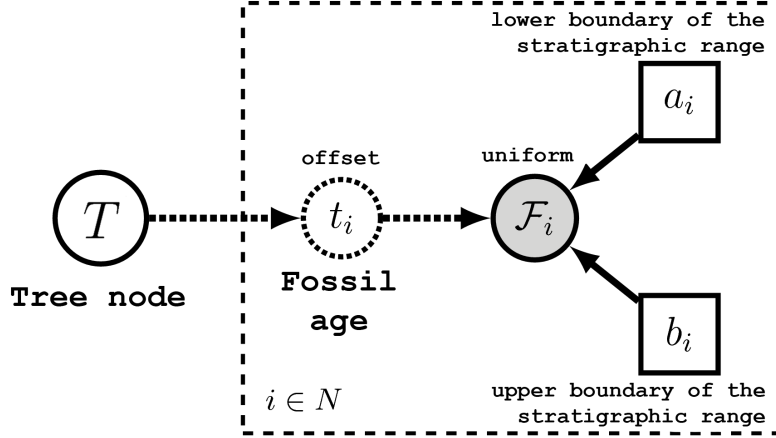 lower boundary of the
stratigraphic range
a_i
offset
uniform
T
t_i
F_i
Tree node
Fossil
age
b_i
i ∈ N
upper boundary of the
stratigraphic range